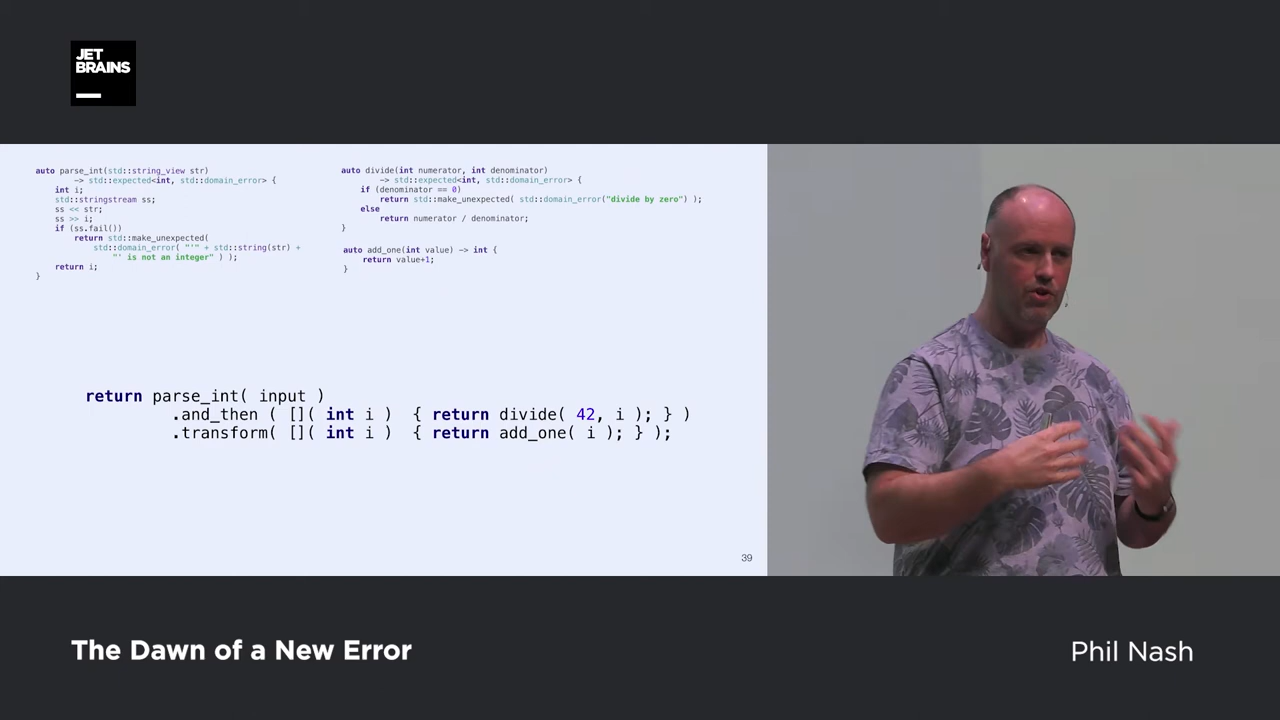 JET
BRAINS
auto parse_int(std::string_view str)
-> std::expected<int, std::domain_error> {
int i;
std::stringstream ss;
ss << str;
ss >> i;
if (ss.fail())
return std::make_unexpected(
std::domain_error( "'" + std::string(str) +
"' is not an integer" ) );
return i;
}
auto divide(int numerator, int denominator)
-> std::expected<int, std::domain_error> {
if (denominator == 0)
return std::make_unexpected( std::domain_error("divide by zero") );
else
return numerator / denominator;
}
auto add_one(int value) -> int {
return value+1;
}
return parse_int( input )
.and_then ( []( int i )  { return divide( 42, i ); } )
.transform( []( int i )  { return add_one( i ); } );
39
The Dawn of a New Error
Phil Nash